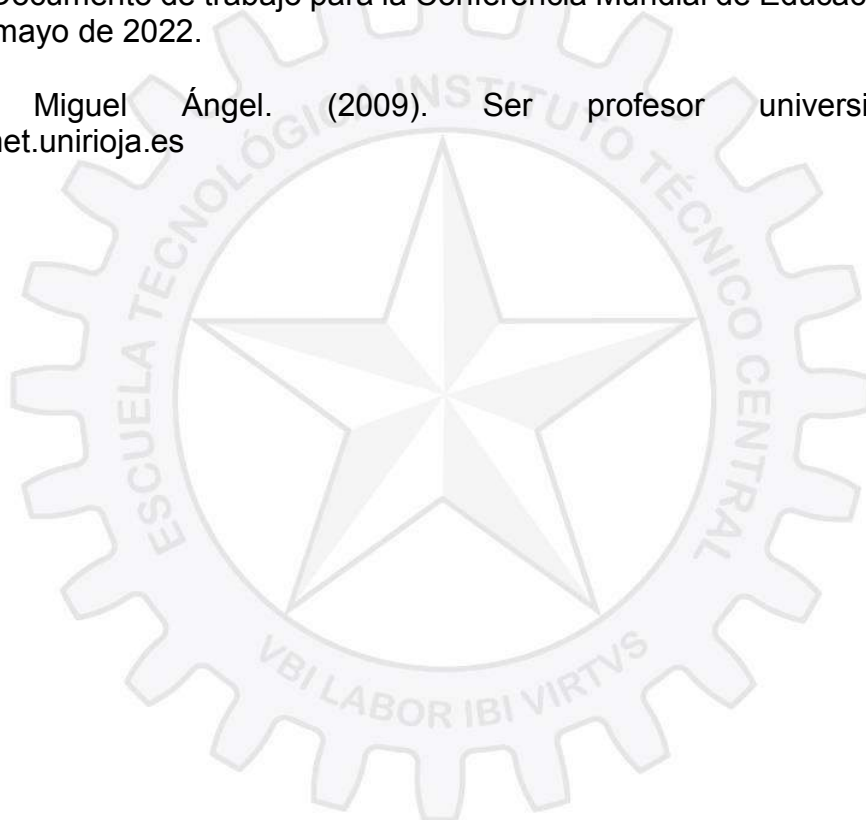 Documento de trabajo para la Conferencia Mundial de Educac
mayo de 2022.
Miguel Ángel. (2009). Ser profesor universi
net.unirioja.es
ESCUELA TECNOLÓGICA INSTITUTO TÉCNICO CENTRAL
VBI LABOR IBI VIRTVS